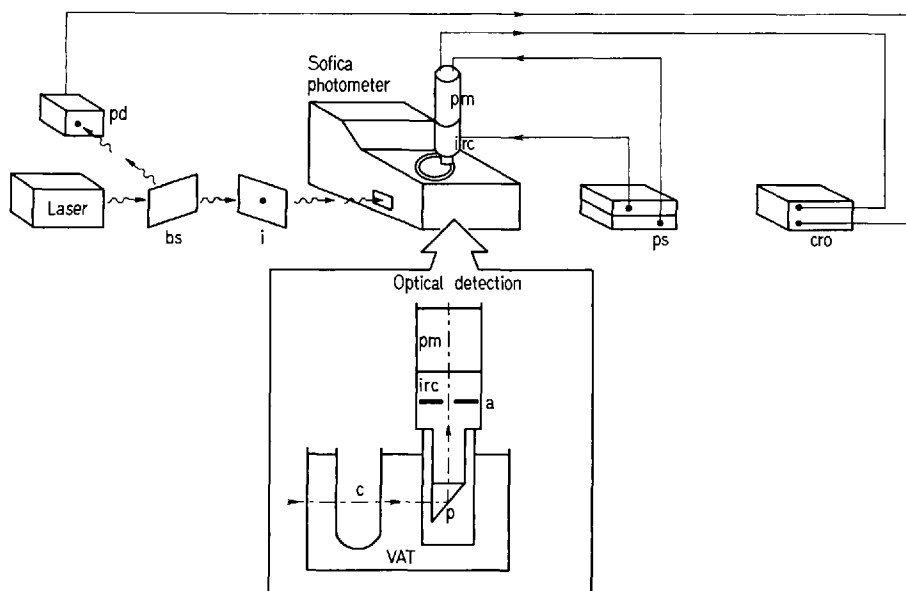 Sofica
photometer
pd
pm
irc
Laser
bs
i
ps
cro
Optical detection
pm
irc
a
c
p
VAT